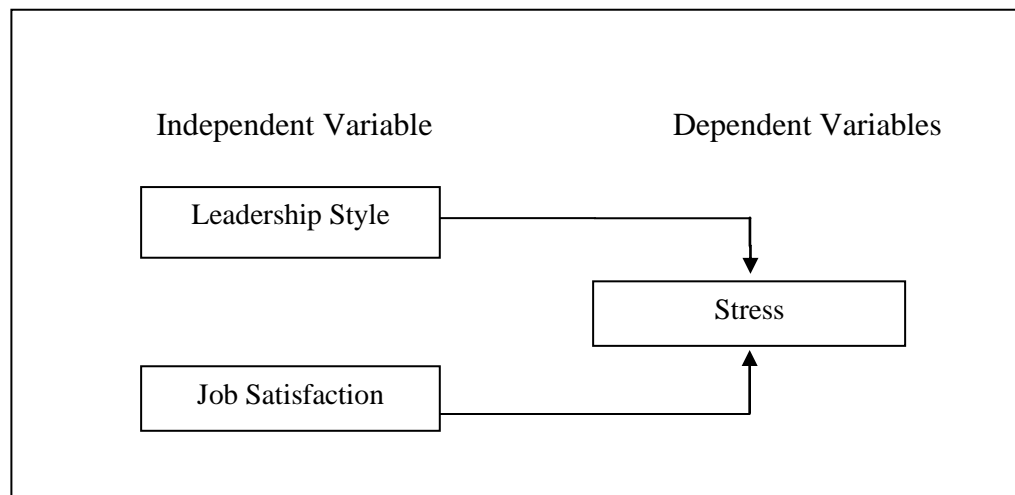 Independent Variable
Dependent Variables
Leadership Style
Stress
Job Satisfaction